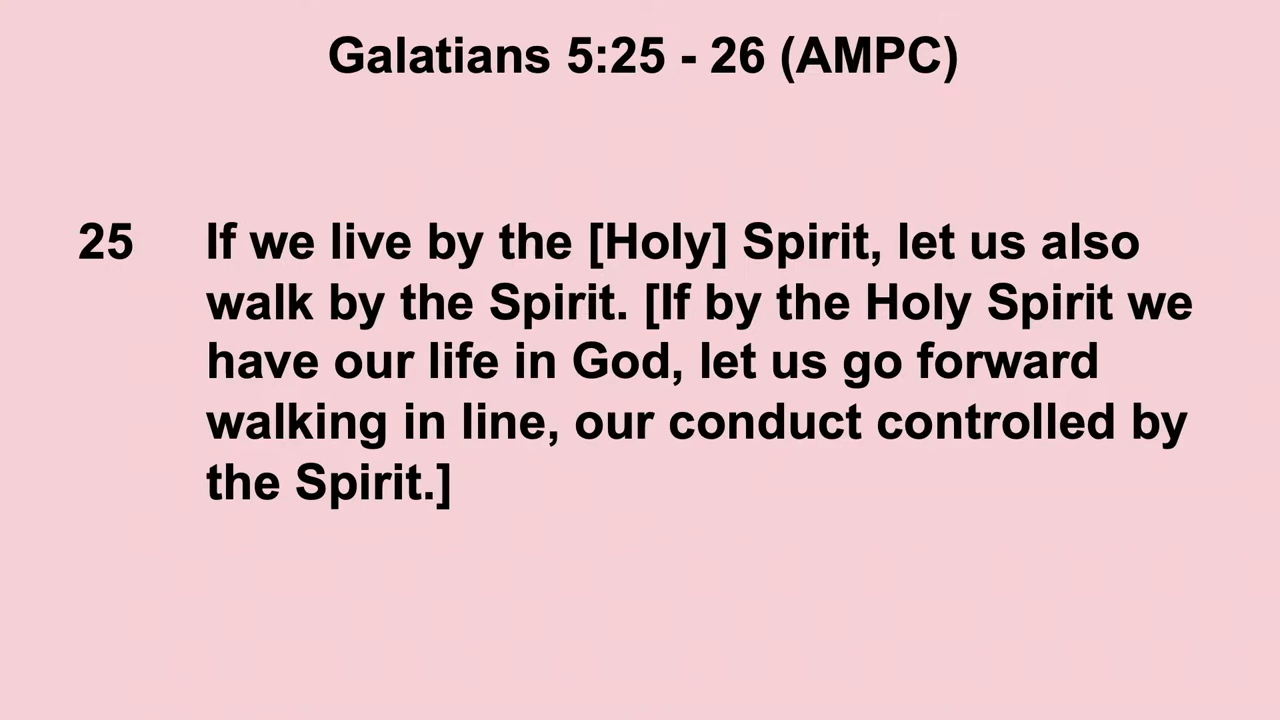 Galatians 5:25 - 26 (AMPC)
25 If we live by the [Holy] Spirit, let us also
walk by the Spirit. [If by the Holy Spirit we
have our life in God, let us go forward
walking in line, our conduct controlled by
the Spirit.]